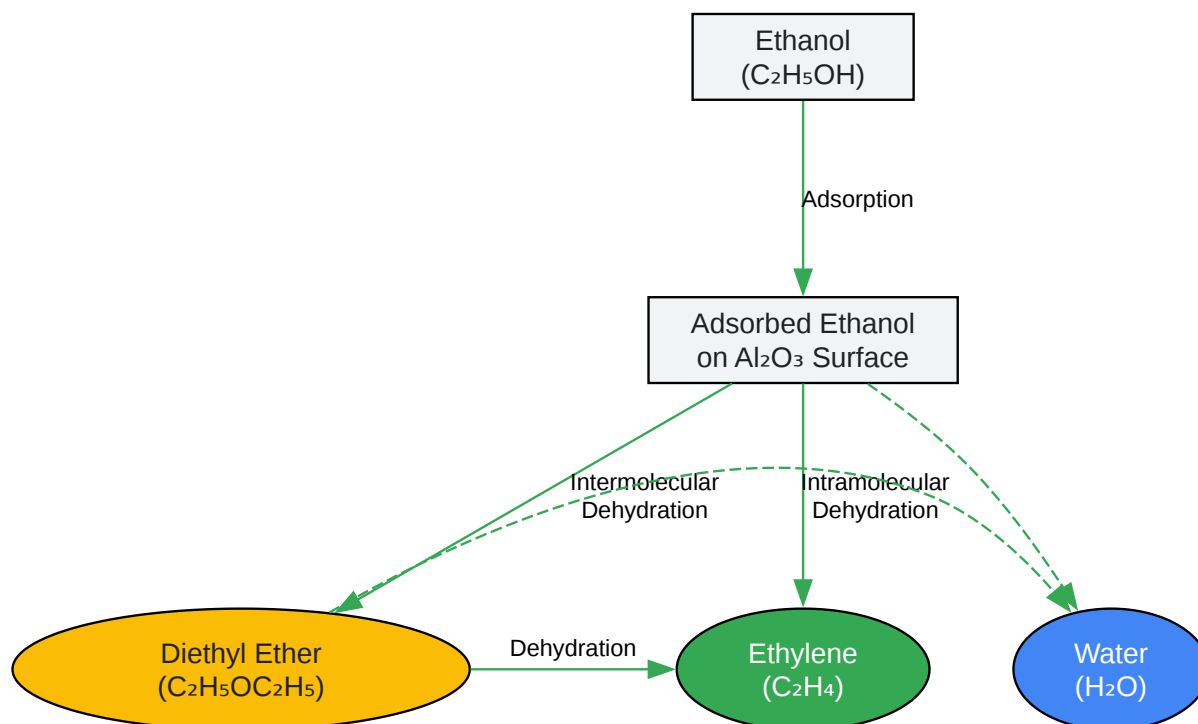 Ethanol
(C₂H₅OH)
Adsorption
Adsorbed Ethanol
on Al₂O₃ Surface
Intermolecular
Dehydration
Intramolecular
Dehydration
Diethyl Ether
(C₂H₅OC₂H₅)
Dehydration
Ethylene
(C₂H₄)
Water
(H₂O)